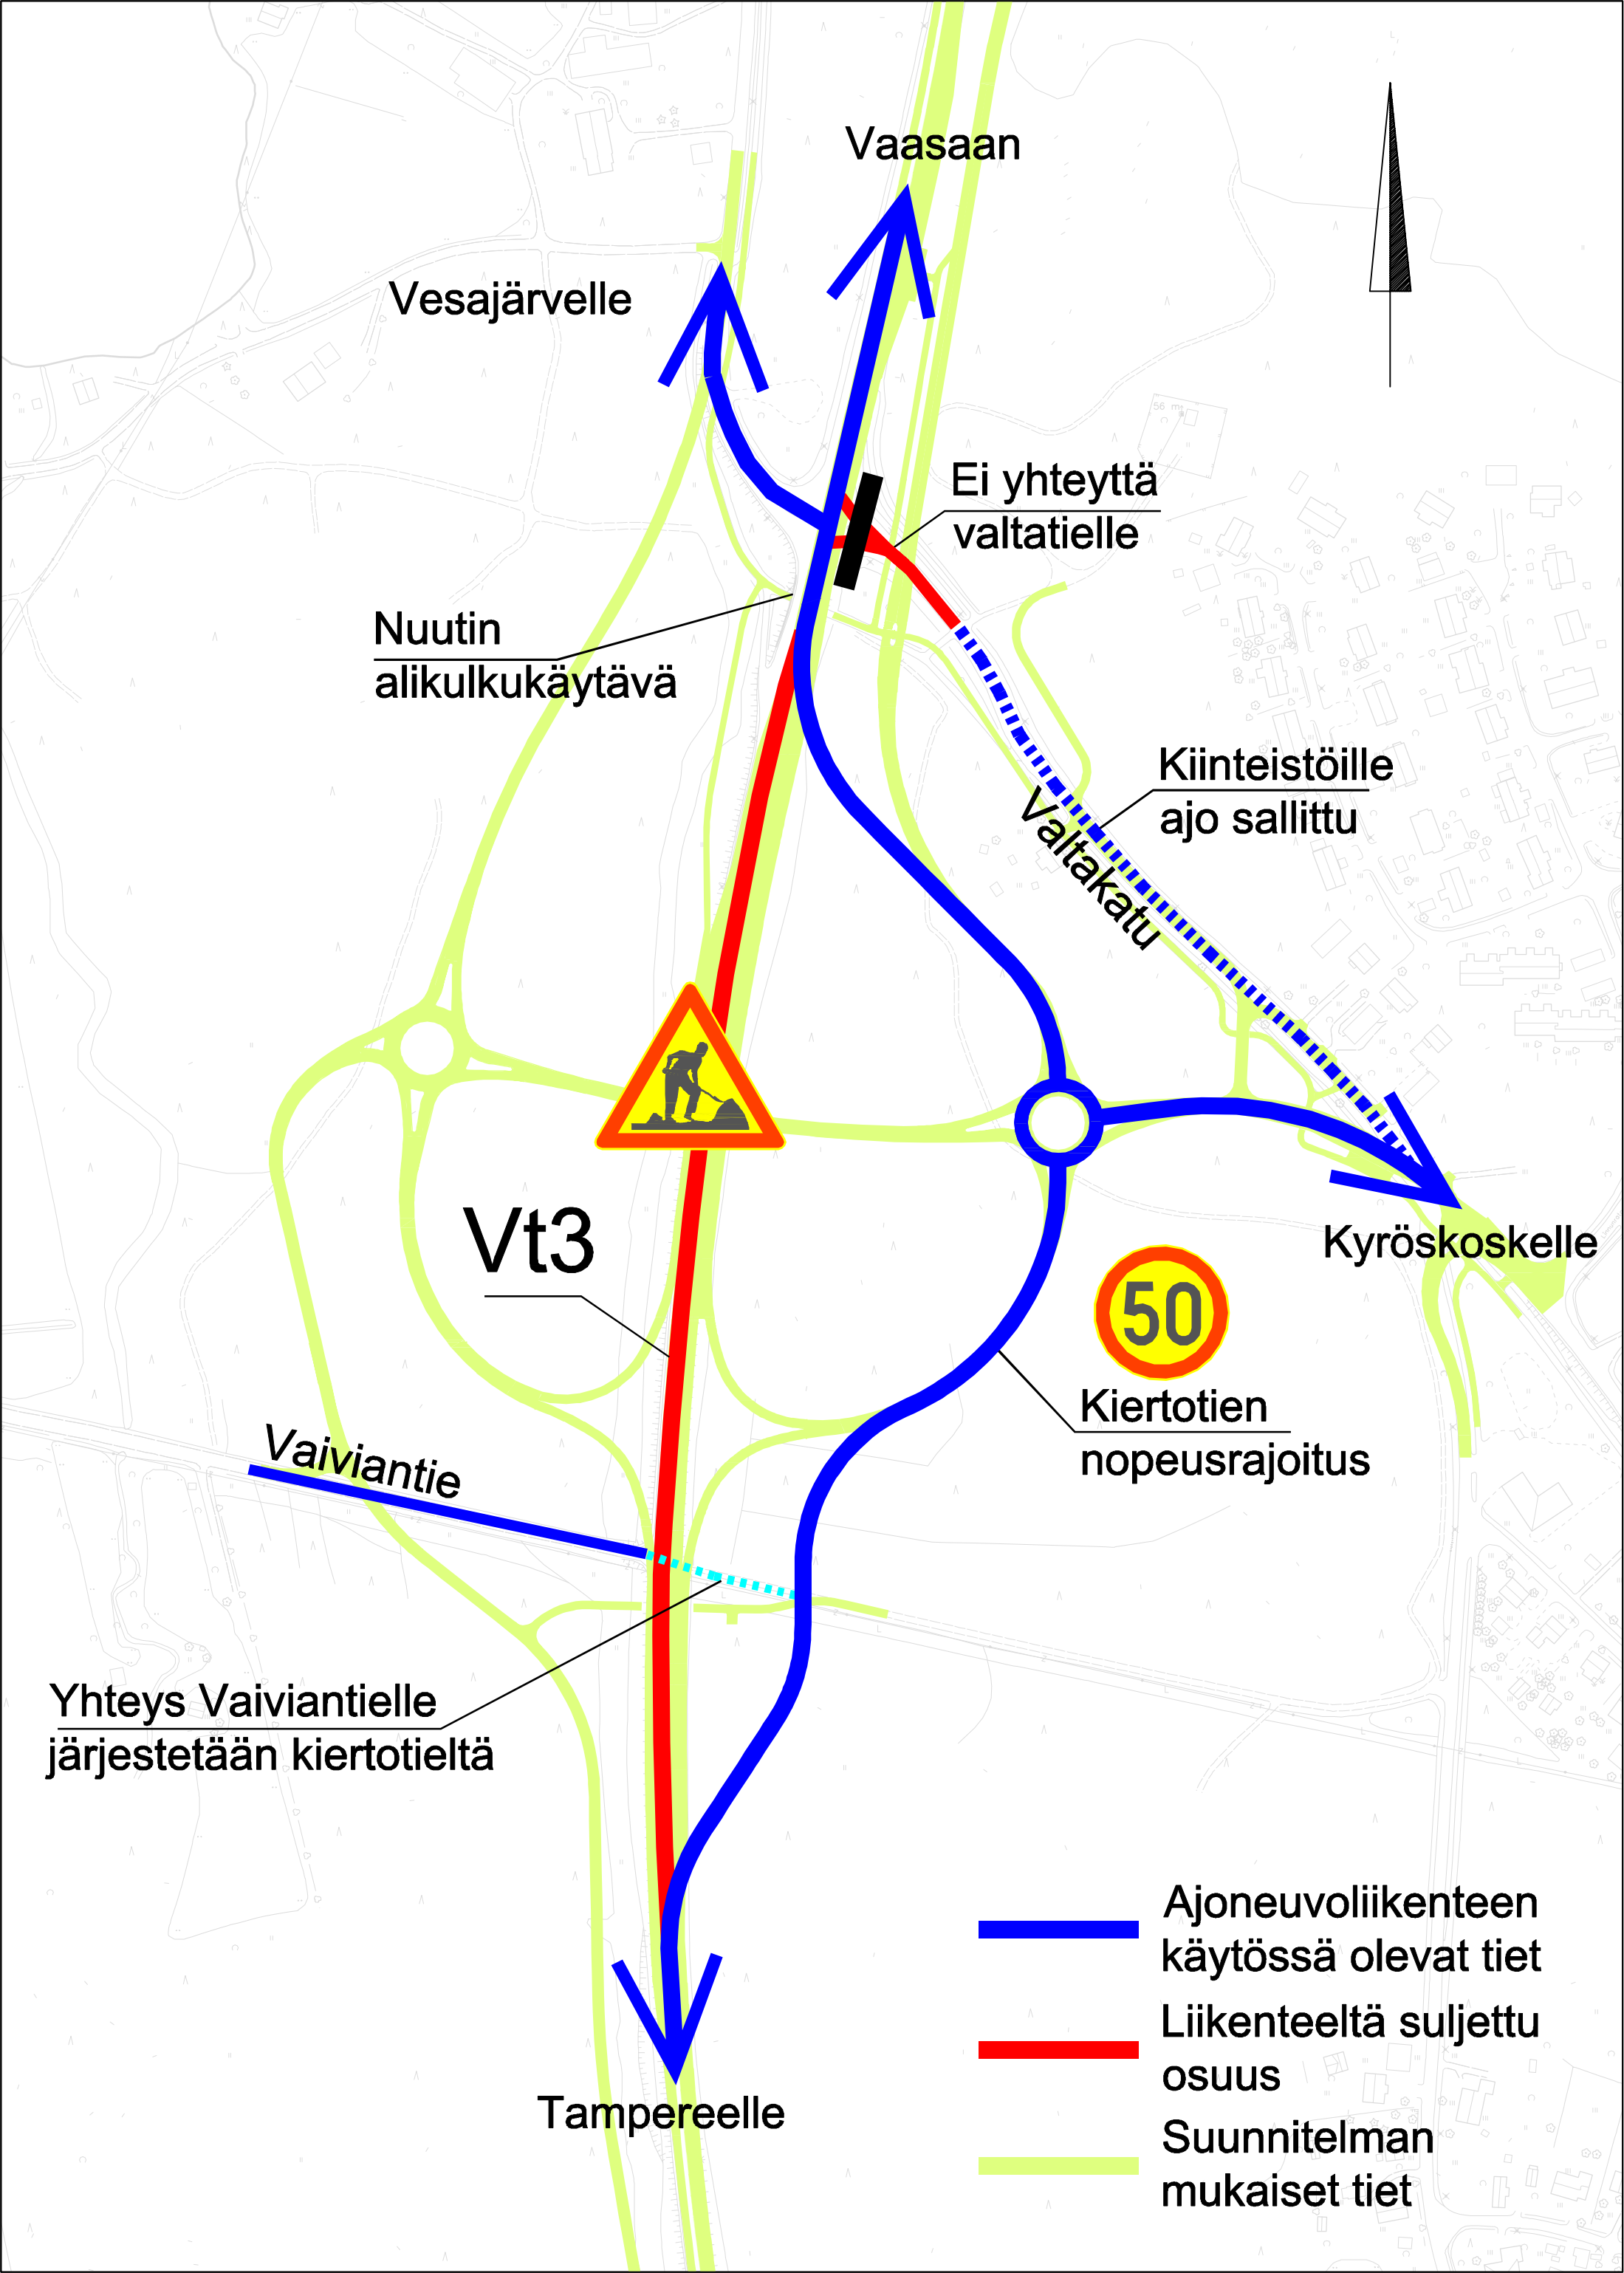 Vaasaan
Vesajärvelle
Ei yhteyttä
valtatielle
Nuutin
alikulkukäytävä
Kiinteistöille
ajo sallittu
Valtakatu
Vt3
Kyröskoskelle
50
Kiertotien
nopeusrajoitus
Vaiviantie
Yhteys Vaiviantielle
järjestetään kiertotieltä
Tampereelle
Ajoneuvoliikenteen
käytössä olevat tiet
Liikenteeltä suljettu
osuus
Suunnitelman
mukaiset tiet